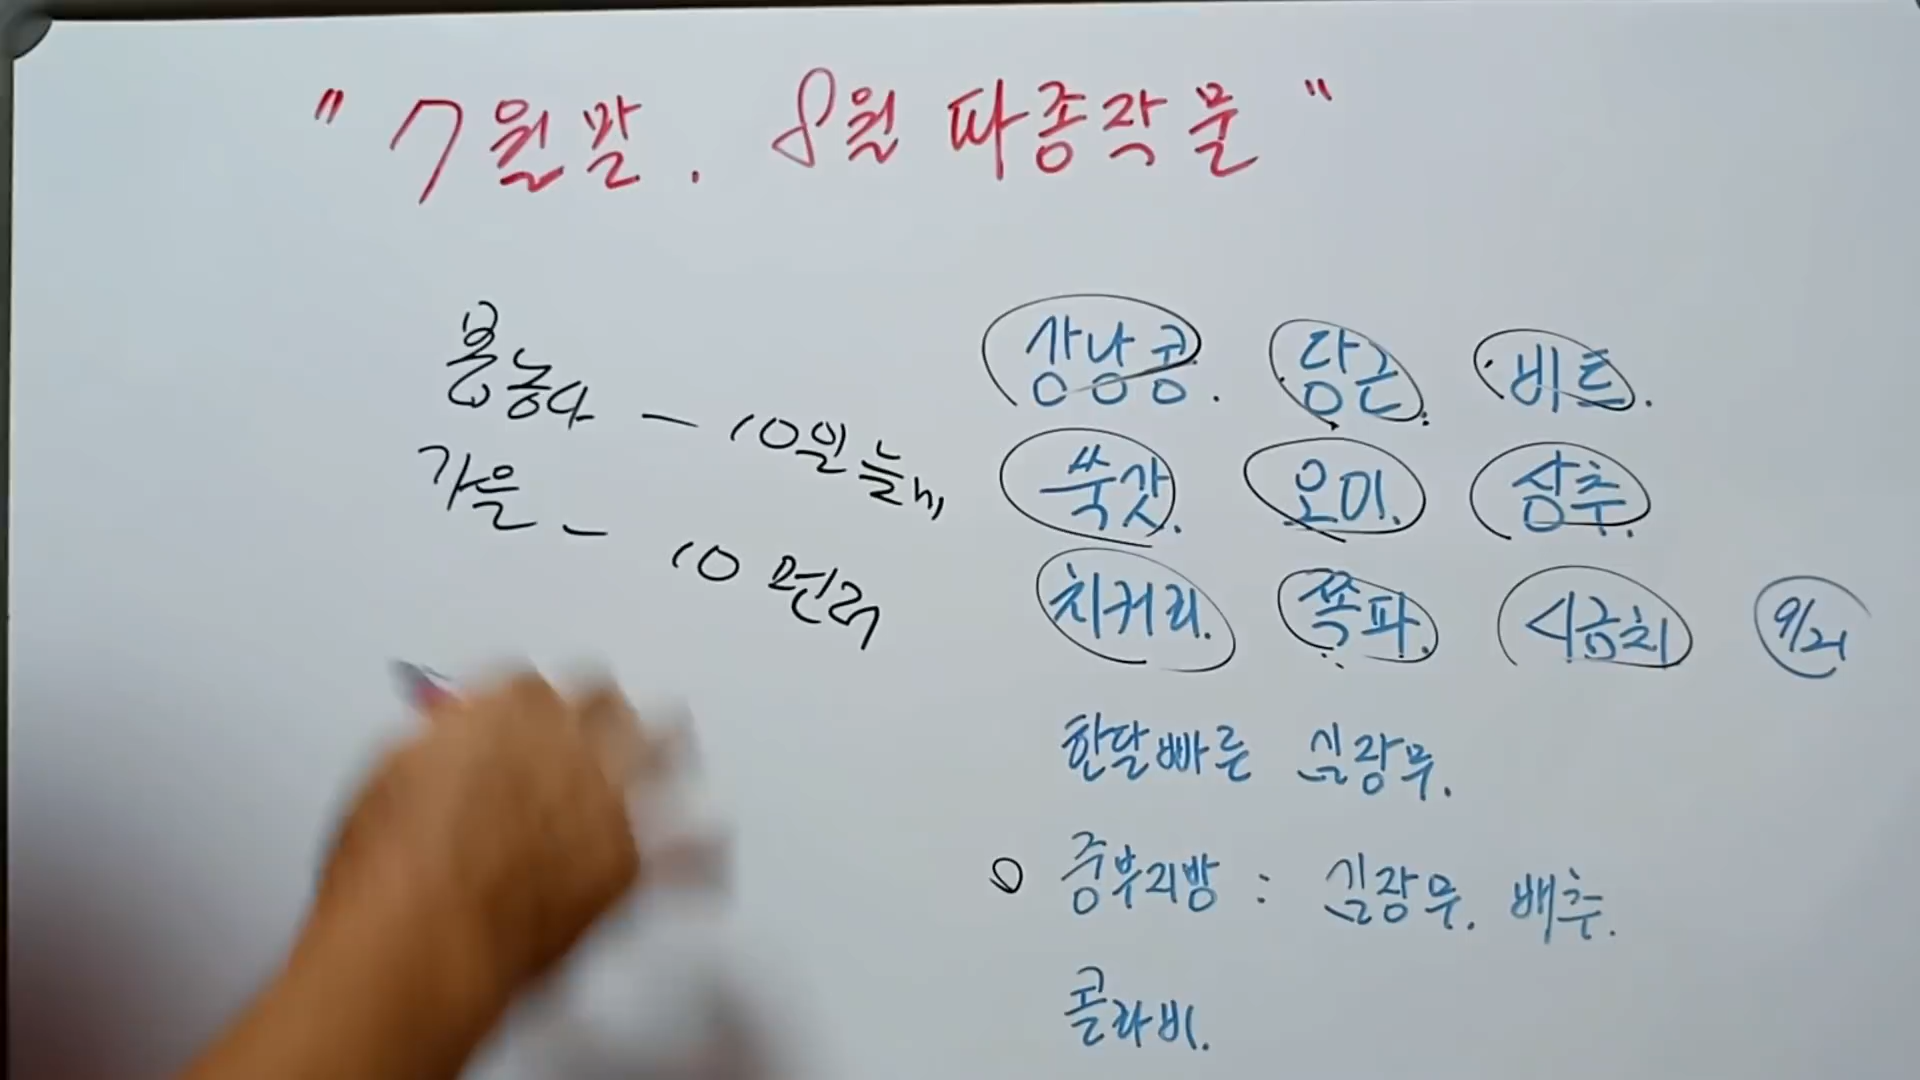 " 7월말. 8월 파종작물 "
봄농사 - 10일 늦게
가을 - 10 먼저
강낭콩. 당근. 비트.
쑥갓. 오이. 상추.
치커리. 쪽파. 시금치 9/21
한달빠른 김장무.
중부지방 : 김장무. 배추.
콜라비.